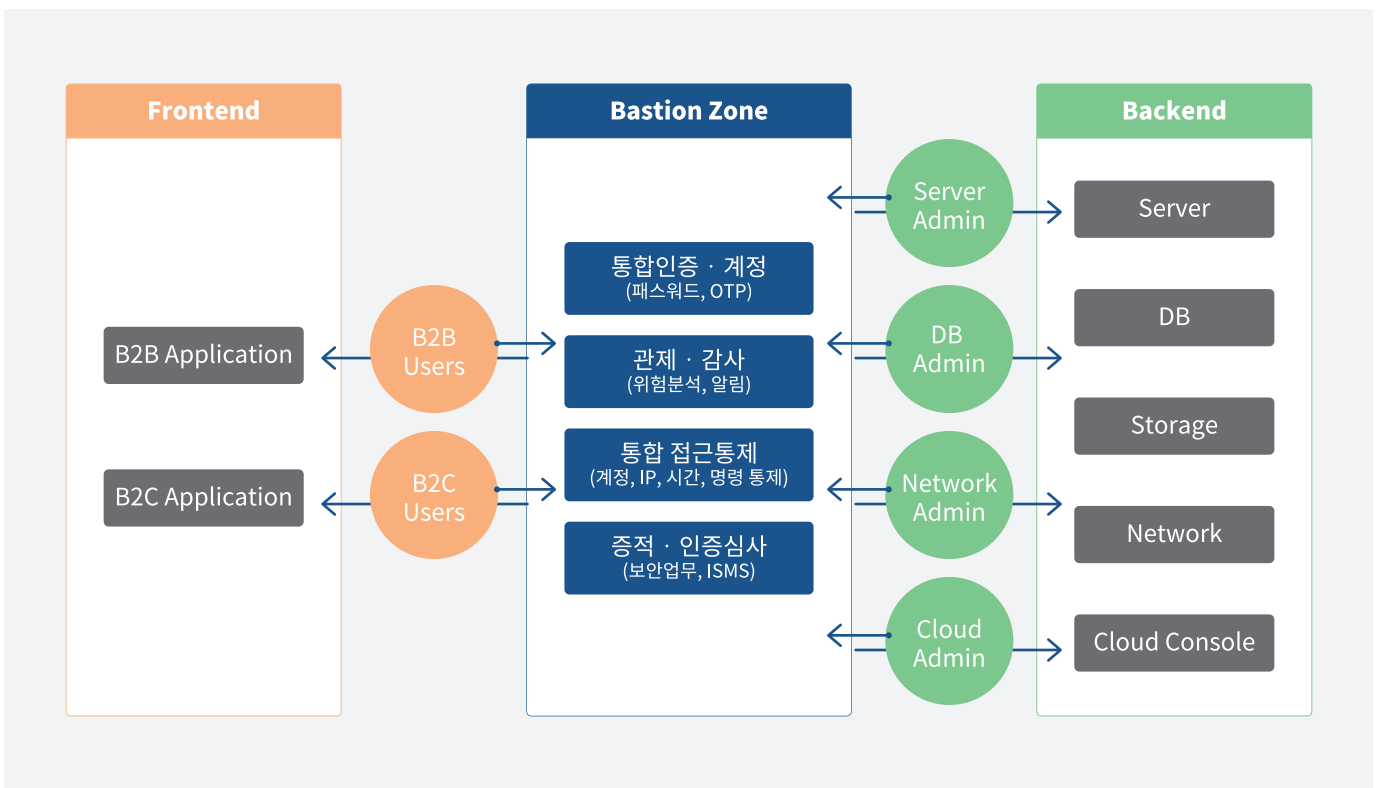 Frontend
B2B Application
B2C Application
B2B
Users
B2C
Users
Bastion Zone
통합인증 · 계정
(패스워드, OTP)
관제 · 감사
(위험분석, 알림)
통합 접근통제
(계정, IP, 시간, 명령 통제)
증적 · 인증심사
(보안업무, ISMS)
Server
Admin
DB
Admin
Network
Admin
Cloud
Admin
Backend
Server
DB
Storage
Network
Cloud Console